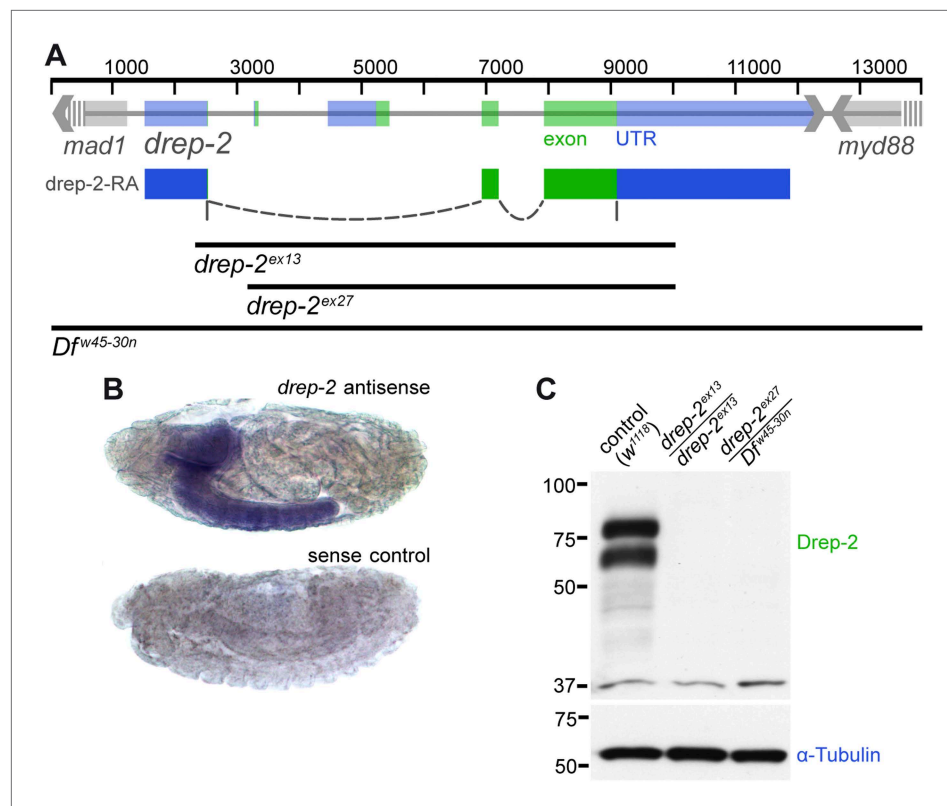 A
1000 3000 5000 7000 9000 11000 13000
mad1 drep-2 exon UTR myd88
drep-2-RA
drep-2ex13
drep-2ex27
Dfw45-30n
B
drep-2 antisense
sense control
C
control (w1118)
drep-2ex13
drep-2ex13
drep-2ex27
Dfw45-30n
100
75
50
37
Drep-2
75
50
α-Tubulin